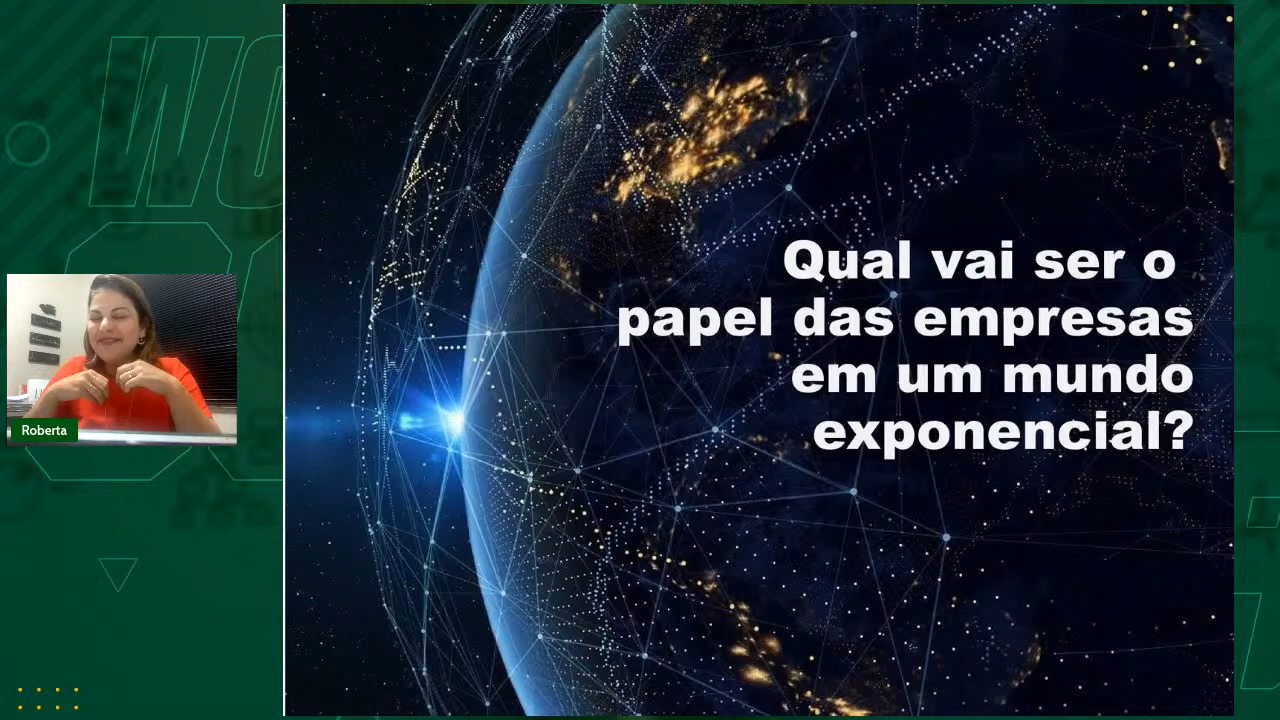 Roberta
Qual vai ser o
papel das empresas
em um mundo
exponencial?